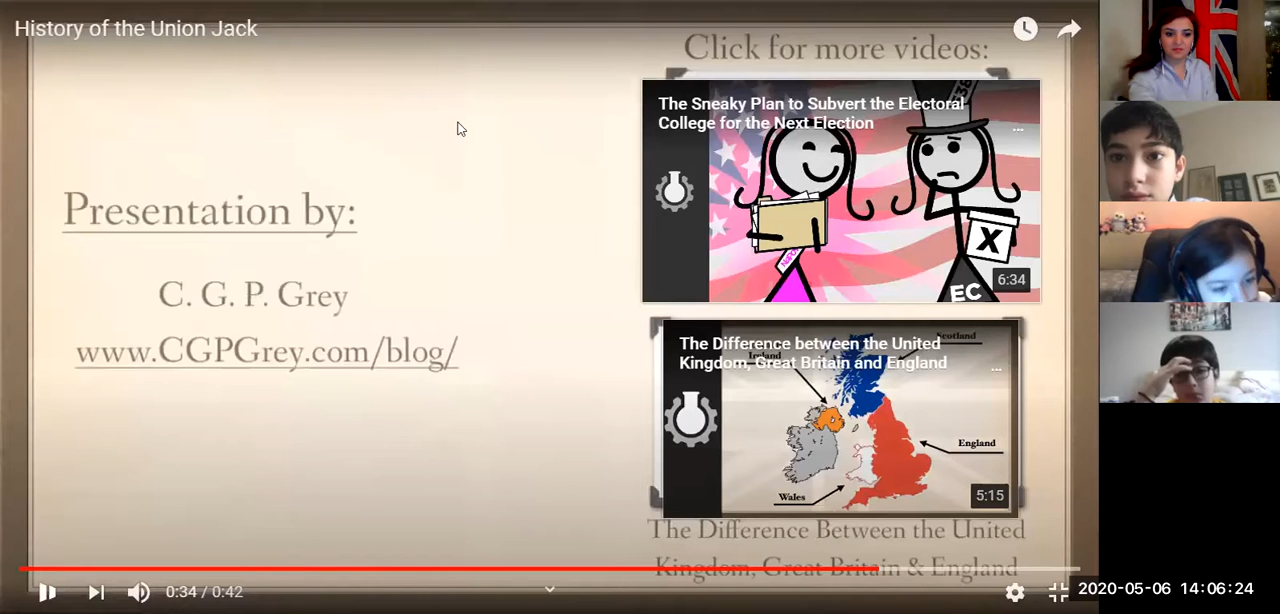 History of the Union Jack
Click for more videos:
The Sneaky Plan to Subvert the Electoral
College for the Next Election
X
EC
6:34
Presentation by:
C. G. P. Grey
www.CGPGrey.com/blog/
The Difference between the United
Kingdom, Great Britain and England
Scotland
Ireland
England
Wales
5:15
The Difference Between the United
Kingdom, Great Britain & England
0:34 / 0:42
2020-05-06 14:06:24